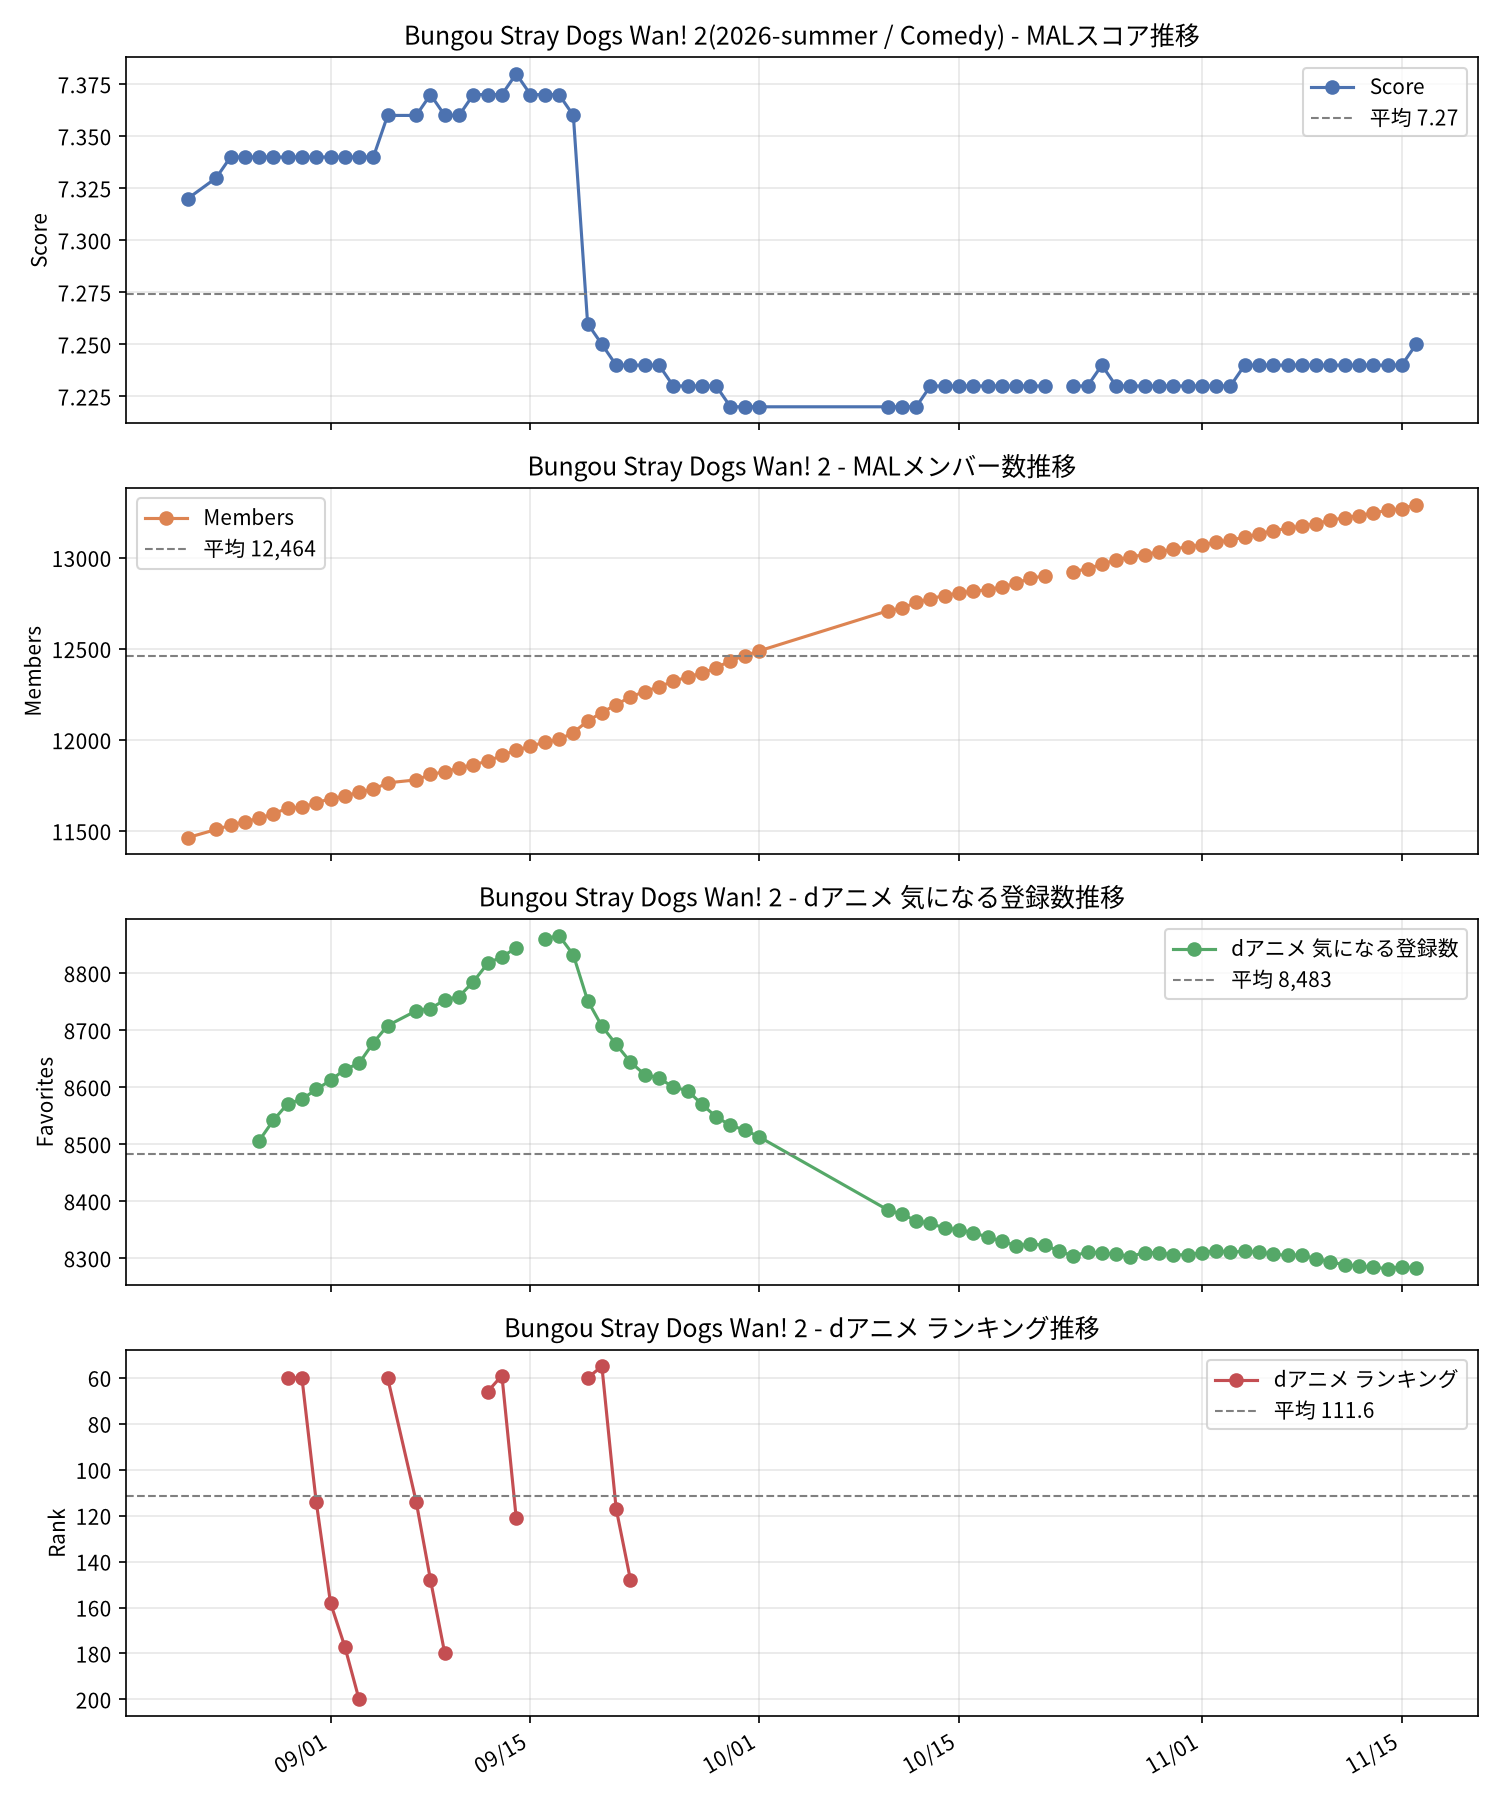 Bungou Stray Dogs Wan! 2(2026-summer / Comedy) - MALスコア推移
Score
平均 7.27
Score
7.375
7.350
7.325
7.300
7.275
7.250
7.225
Bungou Stray Dogs Wan! 2 - MALメンバー数推移
Members
平均 12,464
Members
13000
12500
12000
11500
Bungou Stray Dogs Wan! 2 - dアニメ 気になる登録数推移
dアニメ 気になる登録数
平均 8,483
Favorites
8800
8700
8600
8500
8400
8300
Bungou Stray Dogs Wan! 2 - dアニメ ランキング推移
dアニメ ランキング
平均 111.6
Rank
60
80
100
120
140
160
180
200
09/01
09/15
10/01
10/15
11/01
11/15